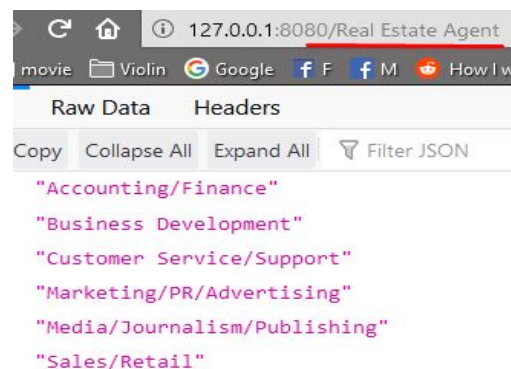 127.0.0.1:8080/Real Estate Agent
movie Violin Google F M How I w
Raw Data Headers
Copy Collapse All Expand All Filter JSON
"Accounting/Finance"
"Business Development"
"Customer Service/Support"
"Marketing/PR/Advertising"
"Media/Journalism/Publishing"
"Sales/Retail"